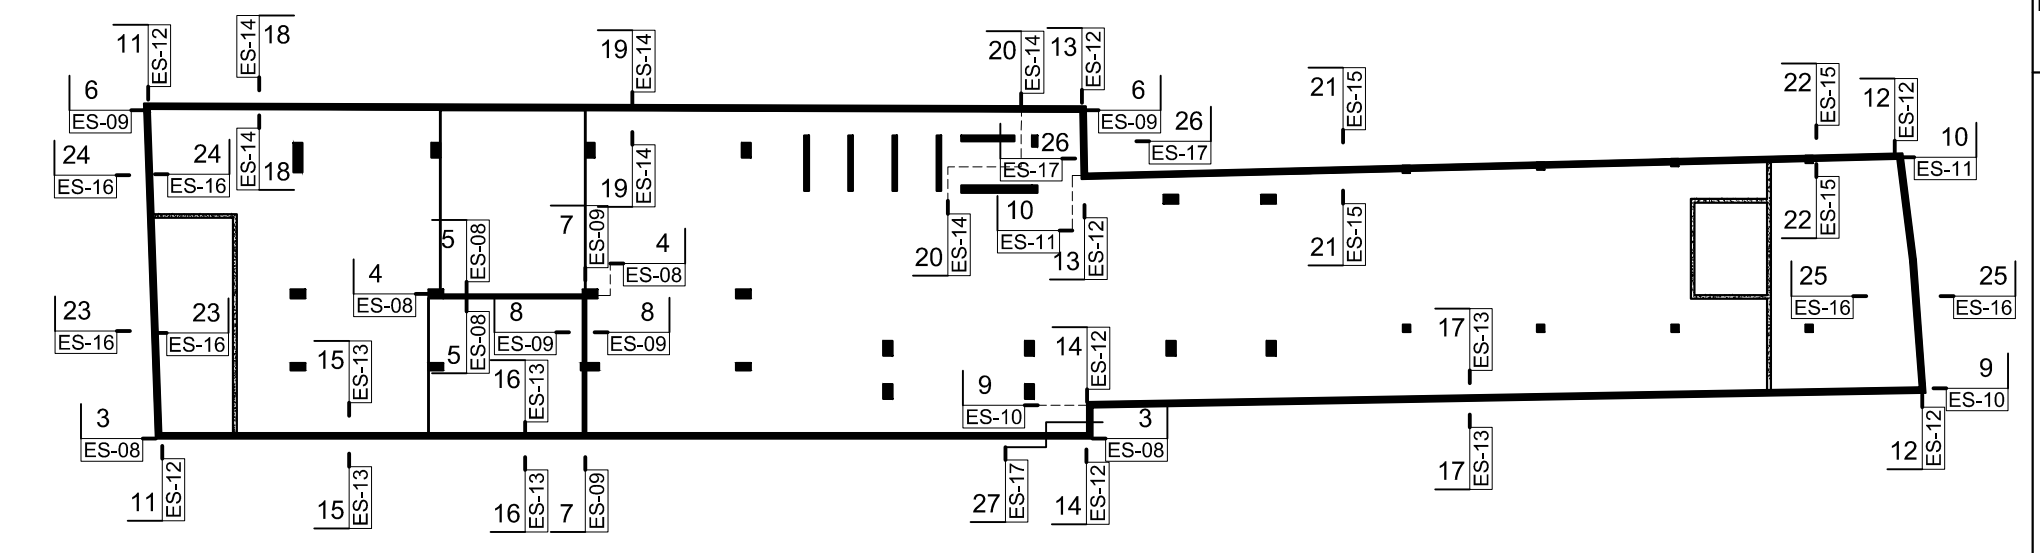 11
ES-12
ES-14
18
19
ES-14
20
ES-14
13
ES-12
6
ES-09
6
ES-09
21
ES-15
22
ES-15
12
ES-12
24
ES-16
24
ES-16
ES-14
18
19
ES-14
26
ES-17
26
ES-17
10
ES-11
5
ES-08
7
ES-09
4
ES-08
20
ES-14
10
ES-11
13
ES-12
21
ES-15
22
ES-15
4
ES-08
25
ES-16
25
ES-16
23
ES-16
23
ES-16
8
ES-09
8
ES-09
15
ES-13
5
ES-08
16
ES-13
14
ES-12
17
ES-13
9
ES-10
9
ES-10
3
ES-08
3
ES-08
11
ES-12
15
ES-13
16
ES-13
7
ES-09
27
ES-17
14
ES-12
17
ES-13
12
ES-12